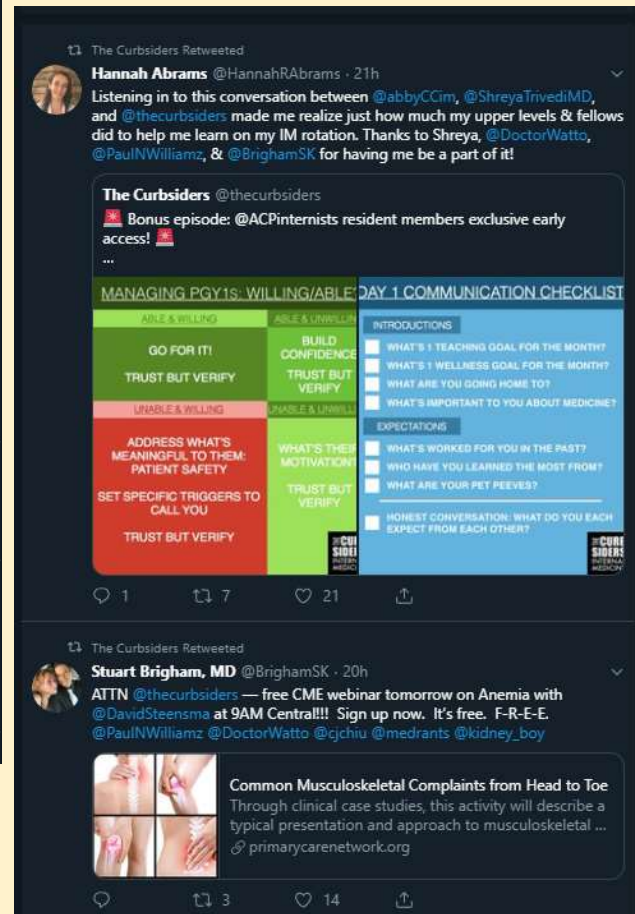 The Curbsiders Retweeted
Hannah Abrams @HannahRAbrams · 21h
Listening in to this conversation between @abbyCCim, @ShreyaTrivediMD,
and @thecurbsiders made me realize just how much my upper levels & fellows
did to help me learn on my IM rotation. Thanks to Shreya, @DoctorWatto,
@PaulNWilliamz, & @BrighamSK for having me be a part of it!
The Curbsiders @thecurbsiders
🚨 Bonus episode: @ACPinternists resident members exclusive early
access! 🚨
...
MANAGING PGY1s: WILLING/ABLE?
ABLE & WILLING
GO FOR IT!
TRUST BUT VERIFY
ABLE & UNWILLIN
BUILD
CONFIDENCE
TRUST BUT
VERIFY
UNABLE & WILLING
ADDRESS WHAT'S
MEANINGFUL TO THEM:
PATIENT SAFETY
SET SPECIFIC TRIGGERS TO
CALL YOU
TRUST BUT VERIFY
UNABLE & UNWILLI
WHAT'S THEIR
MOTIVATION?
TRUST BUT
VERIFY
DAY 1 COMMUNICATION CHECKLIST
INTRODUCTIONS
WHAT'S 1 TEACHING GOAL FOR THE MONTH?
WHAT'S 1 WELLNESS GOAL FOR THE MONTH?
WHAT ARE YOU GOING HOME TO?
WHAT'S IMPORTANT TO YOU ABOUT MEDICINE?
EXPECTATIONS
WHAT'S WORKED FOR YOU IN THE PAST?
WHO HAVE YOU LEARNED THE MOST FROM?
WHAT ARE YOUR PET PEEVES?
HONEST CONVERSATION: WHAT DO YOU EACH
EXPECT FROM EACH OTHER?
1 7 21
The Curbsiders Retweeted
Stuart Brigham, MD @BrighamSK · 20h
ATTN @thecurbsiders — free CME webinar tomorrow on Anemia with
@DavidSteensma at 9AM Central!!! Sign up now. It's free. F-R-E-E.
@PaulNWilliamz @DoctorWatto @cjchiu @medrants @kidney_boy
Common Musculoskeletal Complaints from Head to Toe
Through clinical case studies, this activity will describe a
typical presentation and approach to musculoskeletal ...
primarycarenetwork.org
3 14